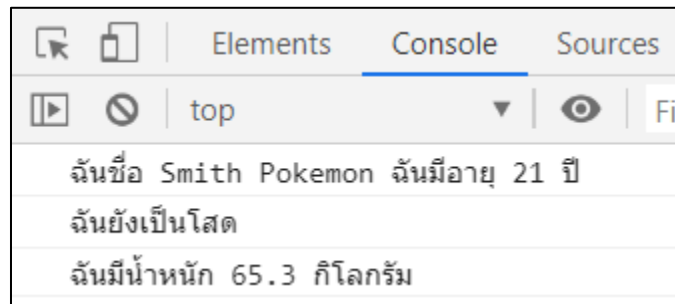 Elements Console Sources
top Fi
ฉันชื่อ Smith Pokemon ฉันมีอายุ 21 ปี
ฉันยังเป็นโสด
ฉันมีน้ำหนัก 65.3 กิโลกรัม